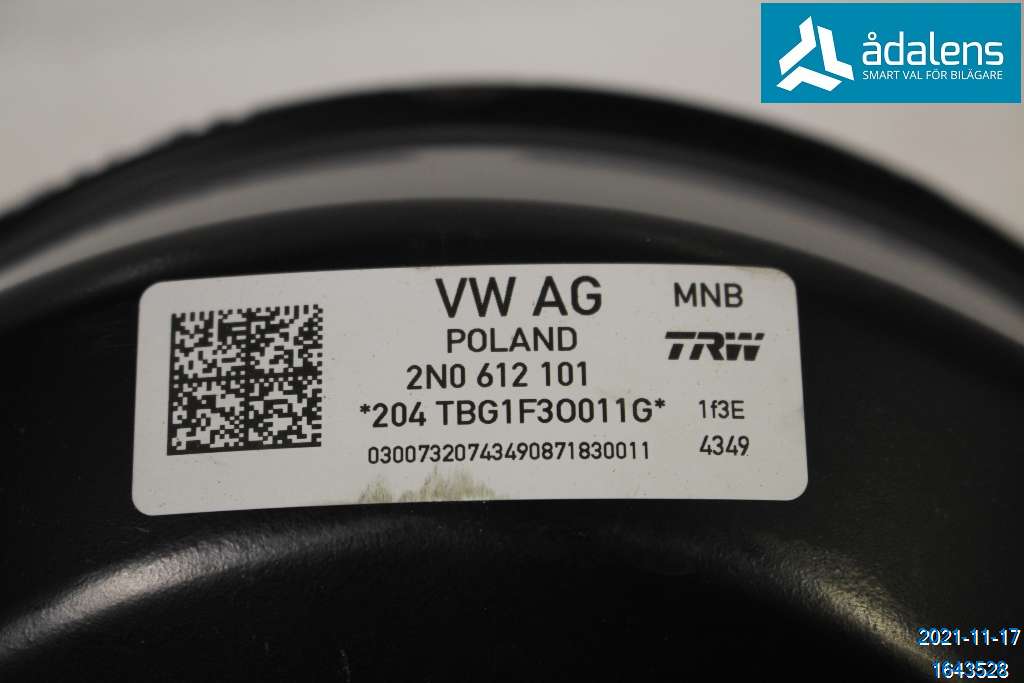 ådalens
SMART VAL FÖR BILÄGARE
VW AG
MNB
POLAND
TRW
2N0 612 101
*204 TBG1F3O011G*
1f3E
03007320743490871830011
4349
2021-11-17
1643528